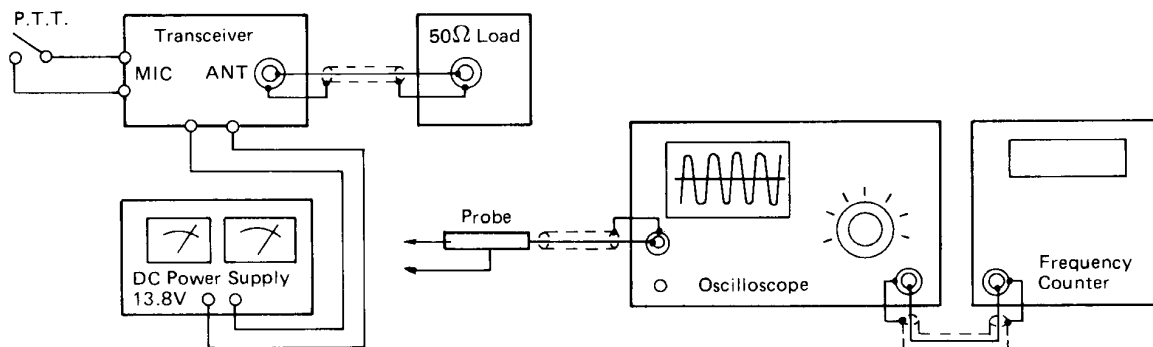 P.T.T.
Transceiver
MIC ANT
50Ω Load
DC Power Supply
13.8V
Probe
Oscilloscope
Frequency
Counter